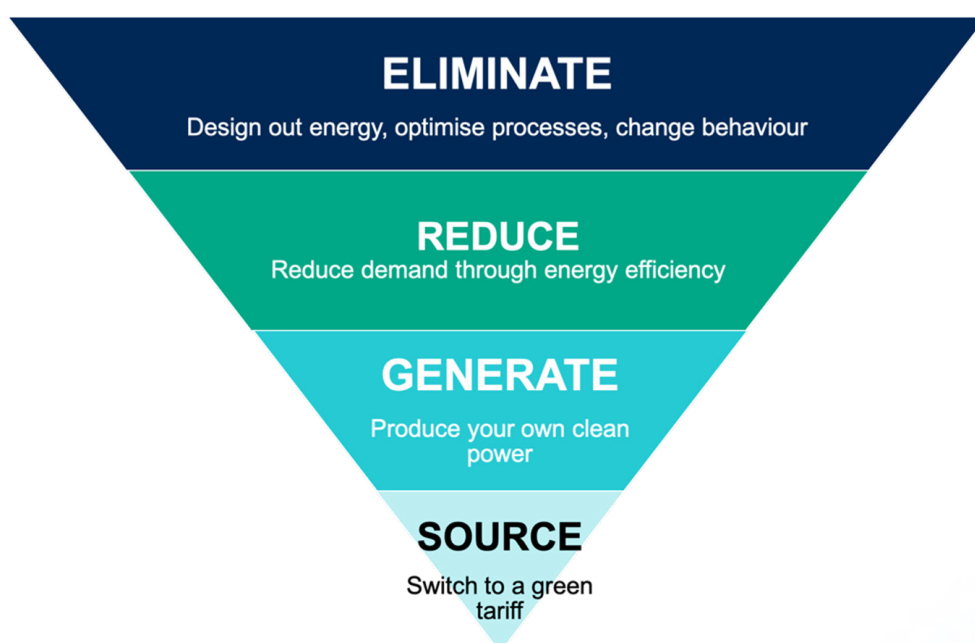 ELIMINATE
Design out energy, optimise processes, change behaviour
REDUCE
Reduce demand through energy efficiency
GENERATE
Produce your own clean
power
SOURCE
Switch to a green
tariff